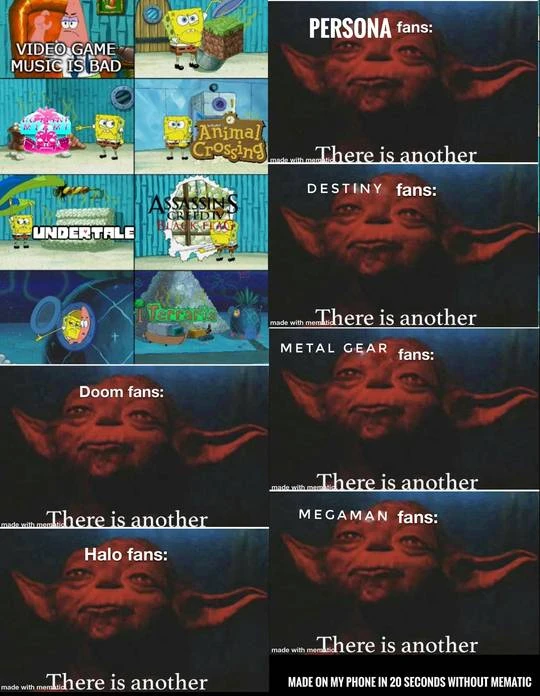 VIDEO GAME
MUSIC IS BAD
Animal
Crossing
UNDERTALE
ASSASSIN'S
CREED IV
BLACK FLAG
Terraria
Doom fans:
There is another
made with mematic
Halo fans:
There is another
made with mematic
PERSONA fans:
There is another
made with mematic
DESTINY fans:
There is another
made with mematic
METAL GEAR fans:
There is another
made with mematic
MEGAMAN fans:
There is another
made with mematic
MADE ON MY PHONE IN 20 SECONDS WITHOUT MEMATIC